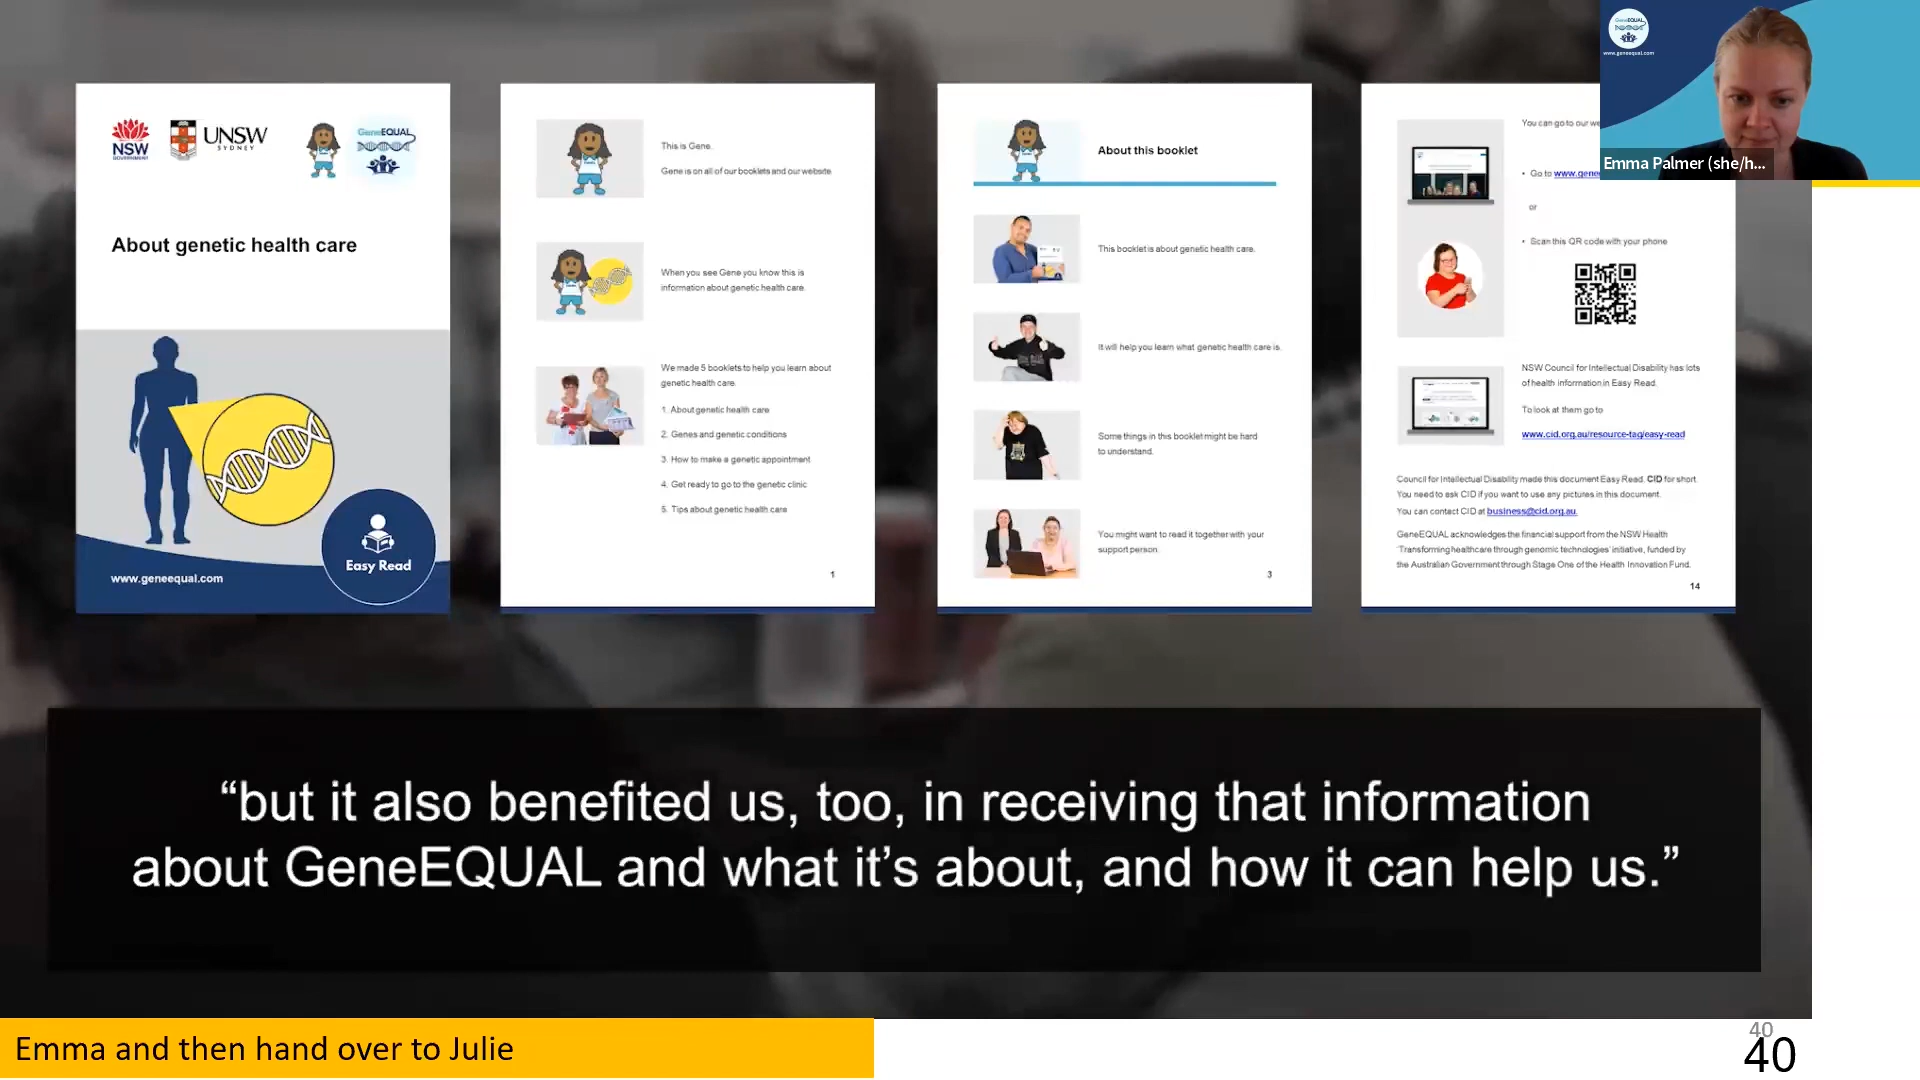 NSW
GOVERNMENT
UNSW
SYDNEY
GeneEQUAL
About genetic health care
Easy Read
www.geneequal.com
This is Gene.
Gene is on all of our booklets and our website.
When you see Gene you know this is
information about genetic health care.
We made 5 booklets to help you learn about
genetic health care.
1. About genetic health care
2. Genes and genetic conditions
3. How to make a genetic appointment
4. Get ready to go to the genetic clinic
5. Tips about genetic health care
1
About this booklet
This booklet is about genetic health care.
It will help you learn what genetic health care is.
Some things in this booklet might be hard
to understand.
You might want to read it together with your
support person.
3
You can go to our we
• Go to www.gene
or
• Scan this QR code with your phone
NSW Council for Intellectual Disability has lots
of health information in Easy Read.
To look at them go to
www.cid.org.au/resource-tag/easy-read
Council for Intellectual Disability made this document Easy Read. CID for short.
You need to ask CID if you want to use any pictures in this document.
You can contact CID at business@cid.org.au.
GeneEQUAL acknowledges the financial support from the NSW Health
'Transforming healthcare through genomic technologies' initiative, funded by
the Australian Government through Stage One of the Health Innovation Fund.
14
GeneEQUAL
www.geneequal.com
Emma Palmer (she/h...
“but it also benefited us, too, in receiving that information
about GeneEQUAL and what it’s about, and how it can help us.”
Emma and then hand over to Julie
40
40